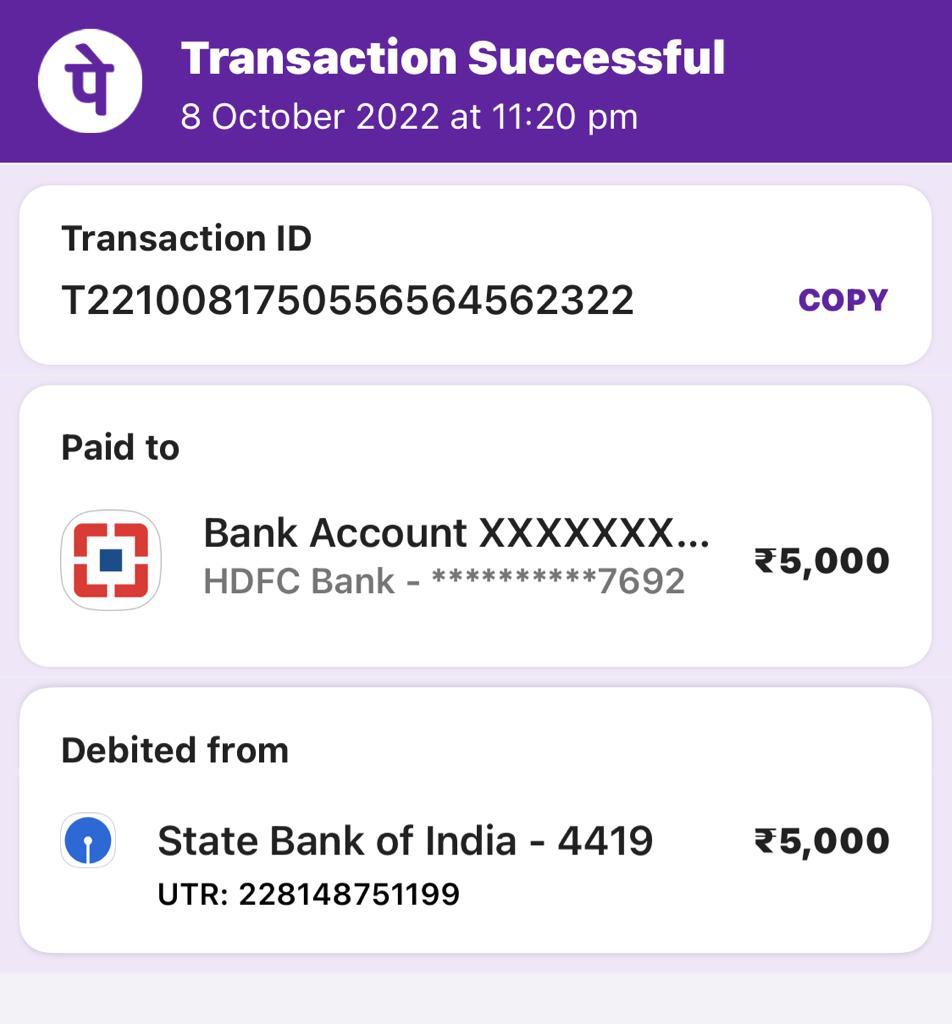 पे
Transaction Successful
8 October 2022 at 11:20 pm
Transaction ID
T2210081750556564562322
COPY
Paid to
Bank Account XXXXXXX...
HDFC Bank - **********7692
₹5,000
Debited from
State Bank of India - 4419
₹5,000
UTR: 228148751199